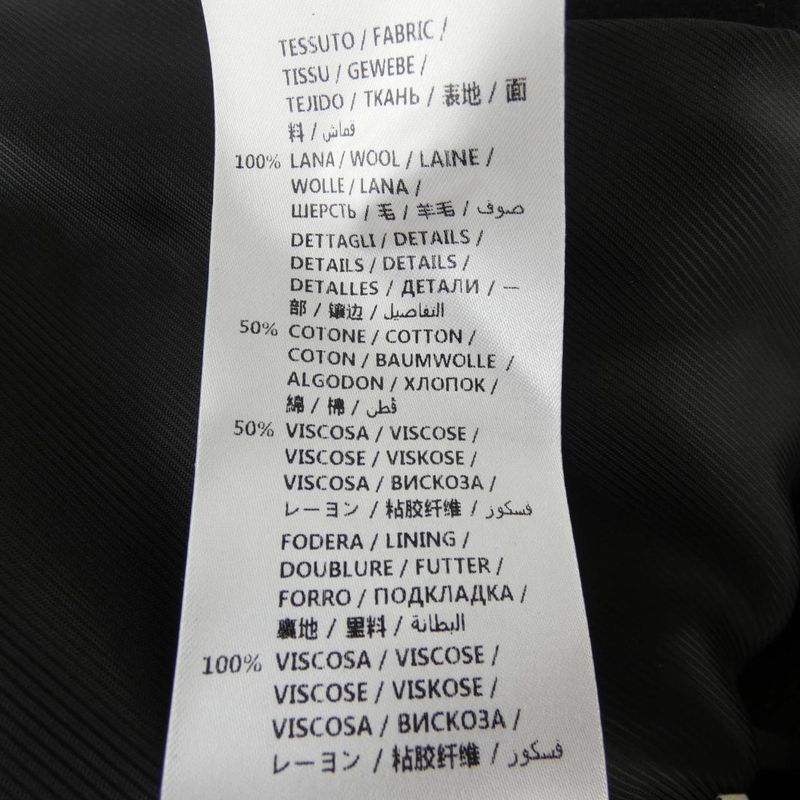 TESSUTO / FABRIC /
TISSU / GEWEBE /
TEJIDO / ТКАНЬ / 表地 / 面
料 / قماش
100% LANA / WOOL / LAINE /
WOLLE / LANA /
ШЕРСТЬ / 毛 / 羊毛 / صوف
DETTAGLI / DETAILS /
DETAILS / DETAILS /
DETALLES / ДЕТАЛИ / 一
部 / 镶边 / التفاصيل
50% COTONE / COTTON /
COTON / BAUMWOLLE /
ALGODON / ХЛОПОК /
綿 / 棉 / قطن
50% VISCOSA / VISCOSE /
VISCOSE / VISKOSE /
VISCOSA / ВИСКОЗА /
レーヨン / 粘胶纤维 / فسكوز
FODERA / LINING /
DOUBLURE / FUTTER /
FORRO / ПОДКЛАДКА /
裏地 / 里料 / البطانة
100% VISCOSA / VISCOSE /
VISCOSE / VISKOSE /
VISCOSA / ВИСКОЗА /
レーヨン / 粘胶纤维 / فسكوز